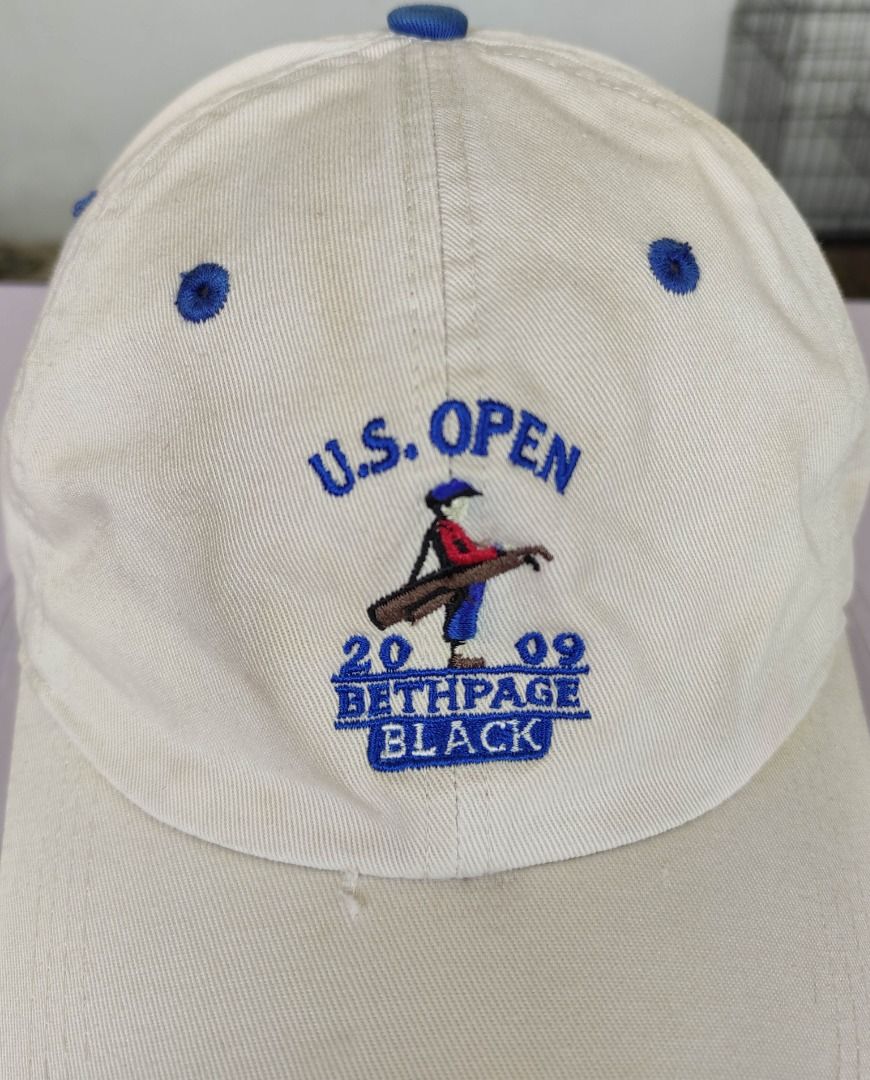 U.S. OPEN
20 09
BETHPAGE
BLACK